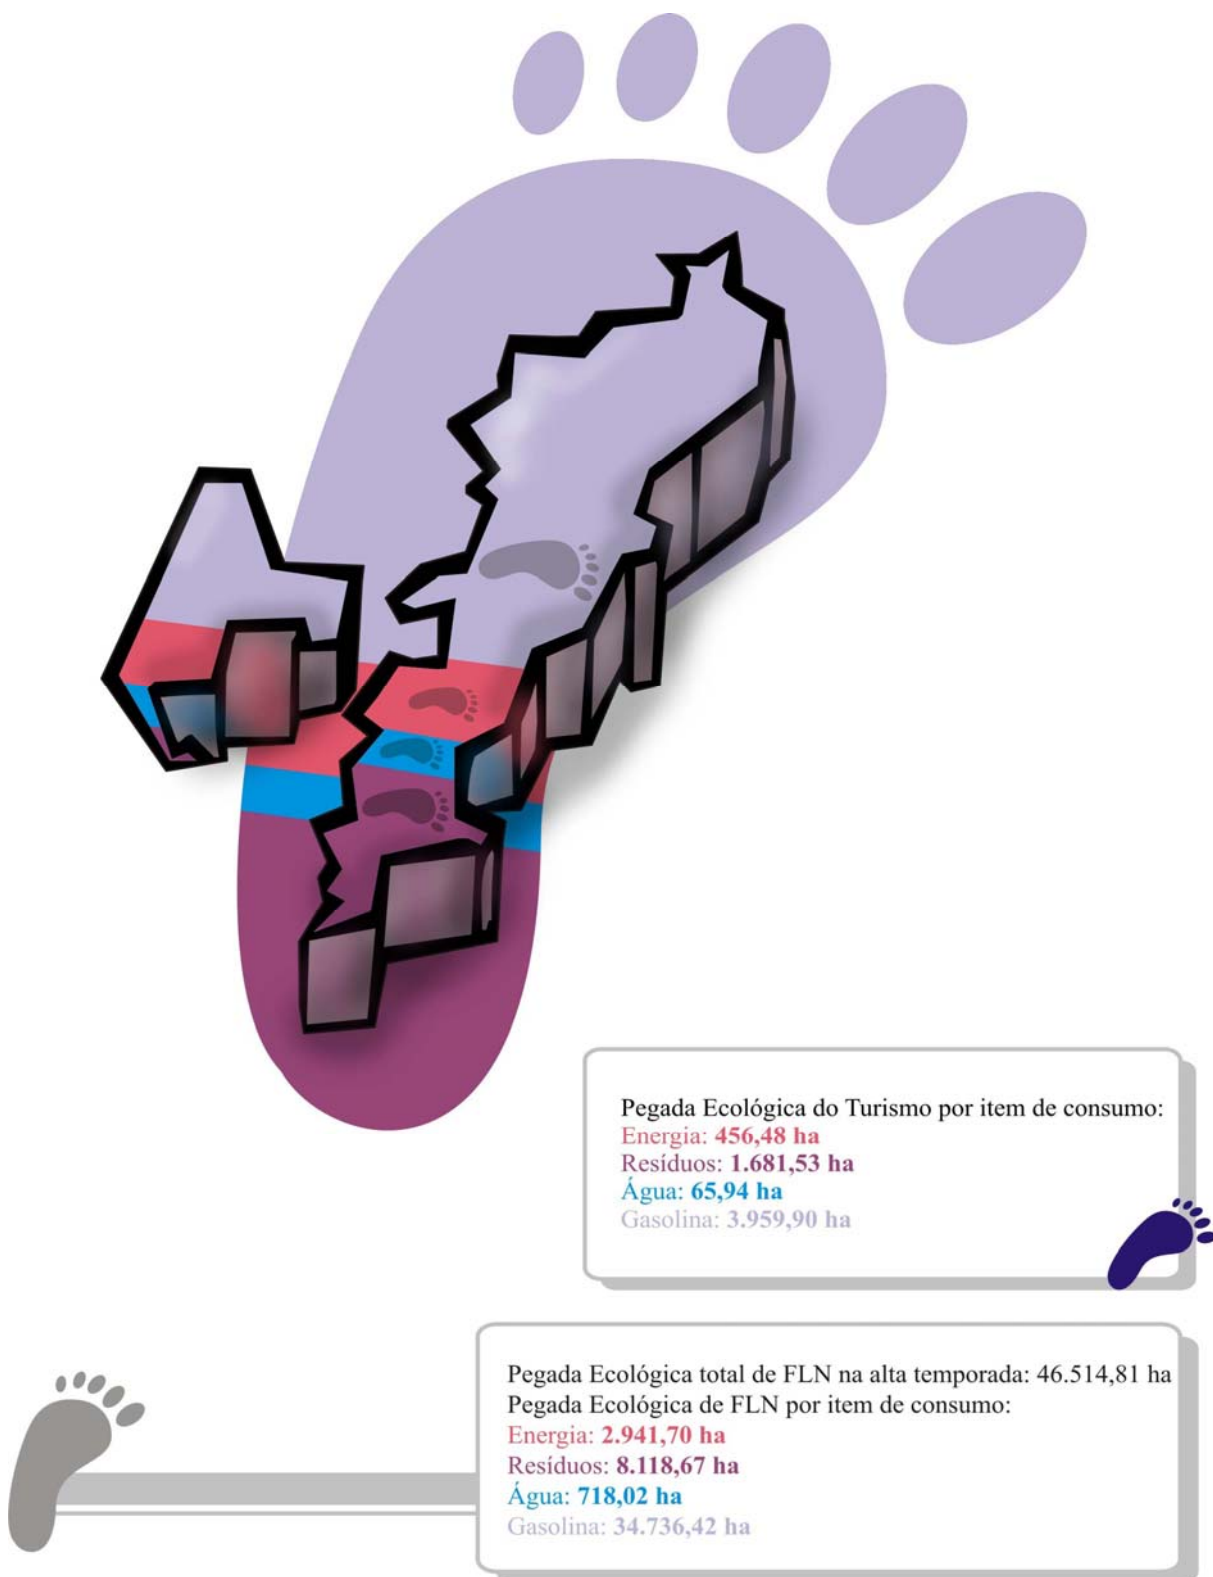 Pegada Ecológica do Turismo por item de consumo:
Energia: 456,48 ha
Resíduos: 1.681,53 ha
Água: 65,94 ha
Gasolina: 3.959,90 ha
Pegada Ecológica total de FLN na alta temporada: 46.514,81 ha
Pegada Ecológica de FLN por item de consumo:
Energia: 2.941,70 ha
Resíduos: 8.118,67 ha
Água: 718,02 ha
Gasolina: 34.736,42 ha